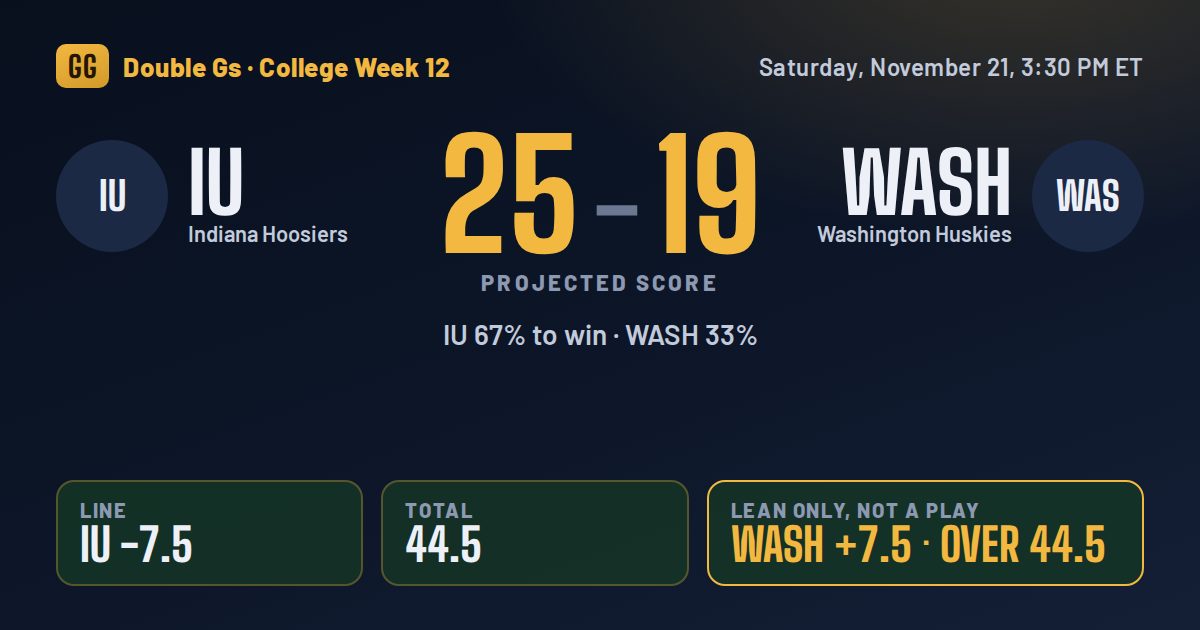 GG Double Gs · College Week 12
Saturday, November 21, 3:30 PM ET
IU
IU
Indiana Hoosiers
25 – 19
PROJECTED SCORE
IU 67% to win · WASH 33%
WASH
Washington Huskies
WAS
LINE
IU −7.5
TOTAL
44.5
LEAN ONLY, NOT A PLAY
WASH +7.5 · OVER 44.5